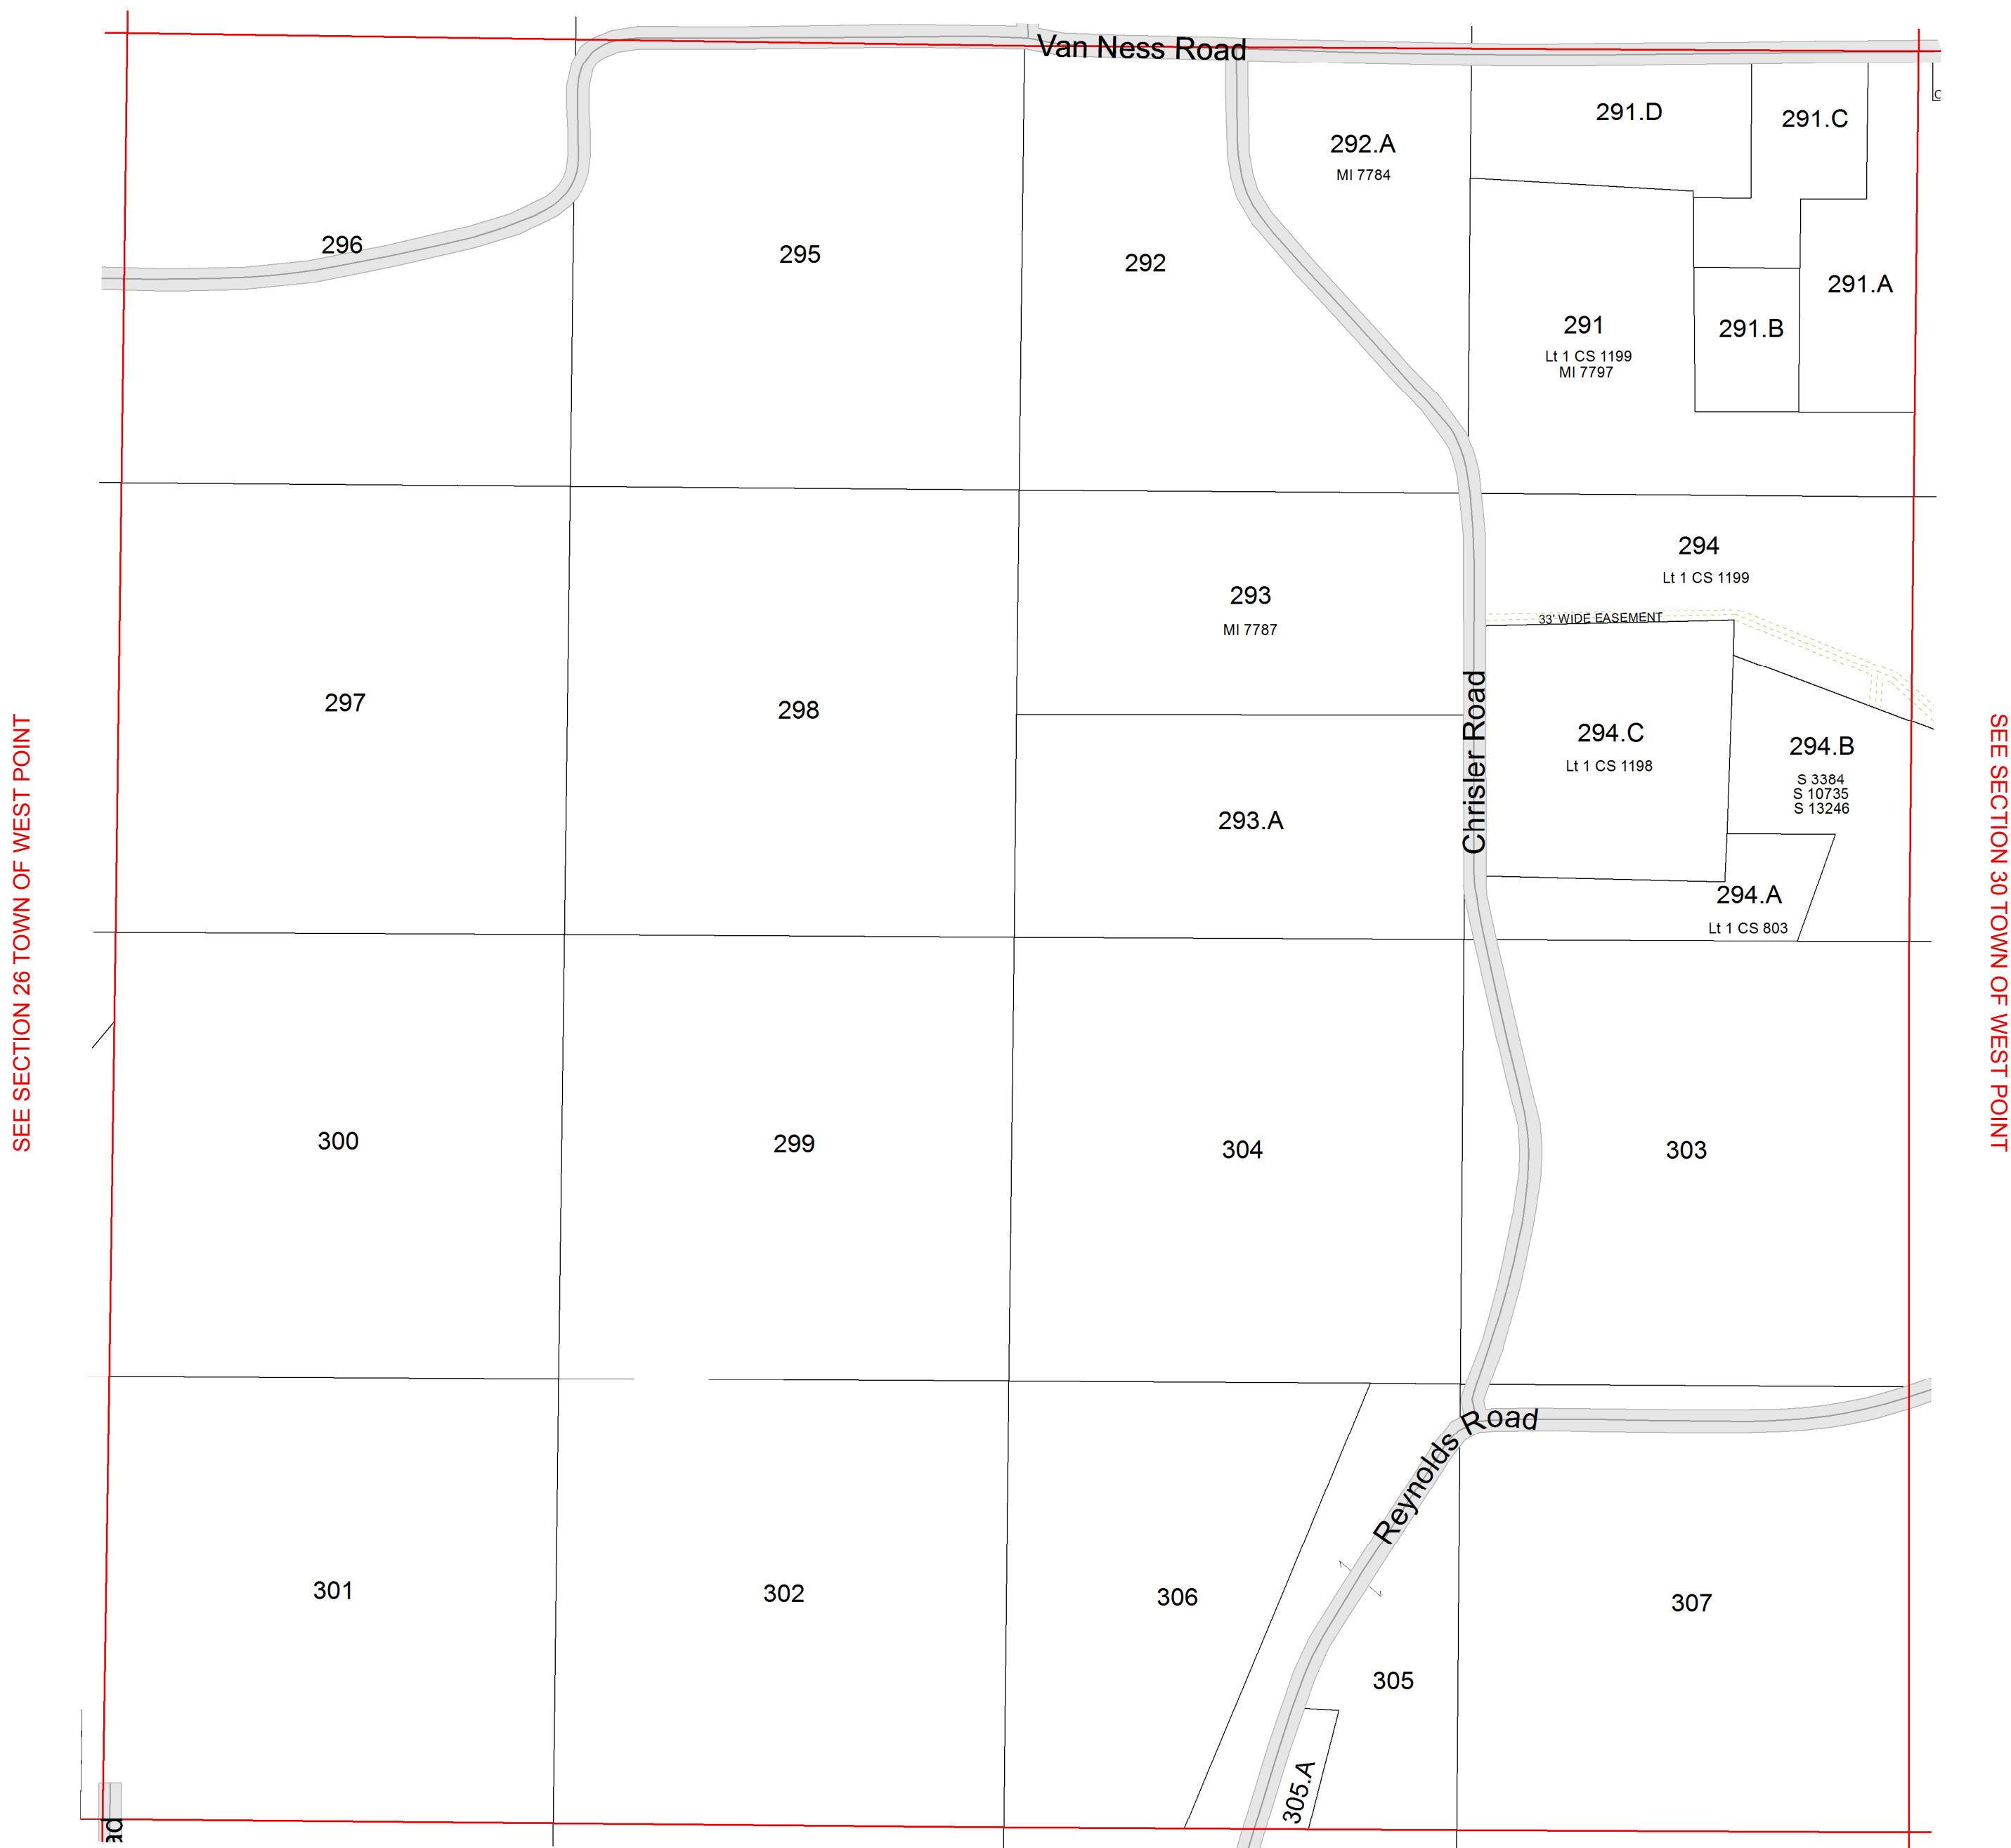 Van Ness Road
291.D
291.C
292.A
MI 7784
296
295
292
291.A
291
Lt 1 CS 1199
MI 7797
291.B
294
Lt 1 CS 1199
293
MI 7787
33' WIDE EASEMENT
297
298
Chrisler Road
294.C
Lt 1 CS 1198
294.B
S 3384
S 10735
S 13246
293.A
294.A
Lt 1 CS 803
SEE SECTION 26 TOWN OF WEST POINT
SEE SECTION 30 TOWN OF WEST POINT
300
299
304
303
Reynolds Road
301
302
306
307
305
305.A